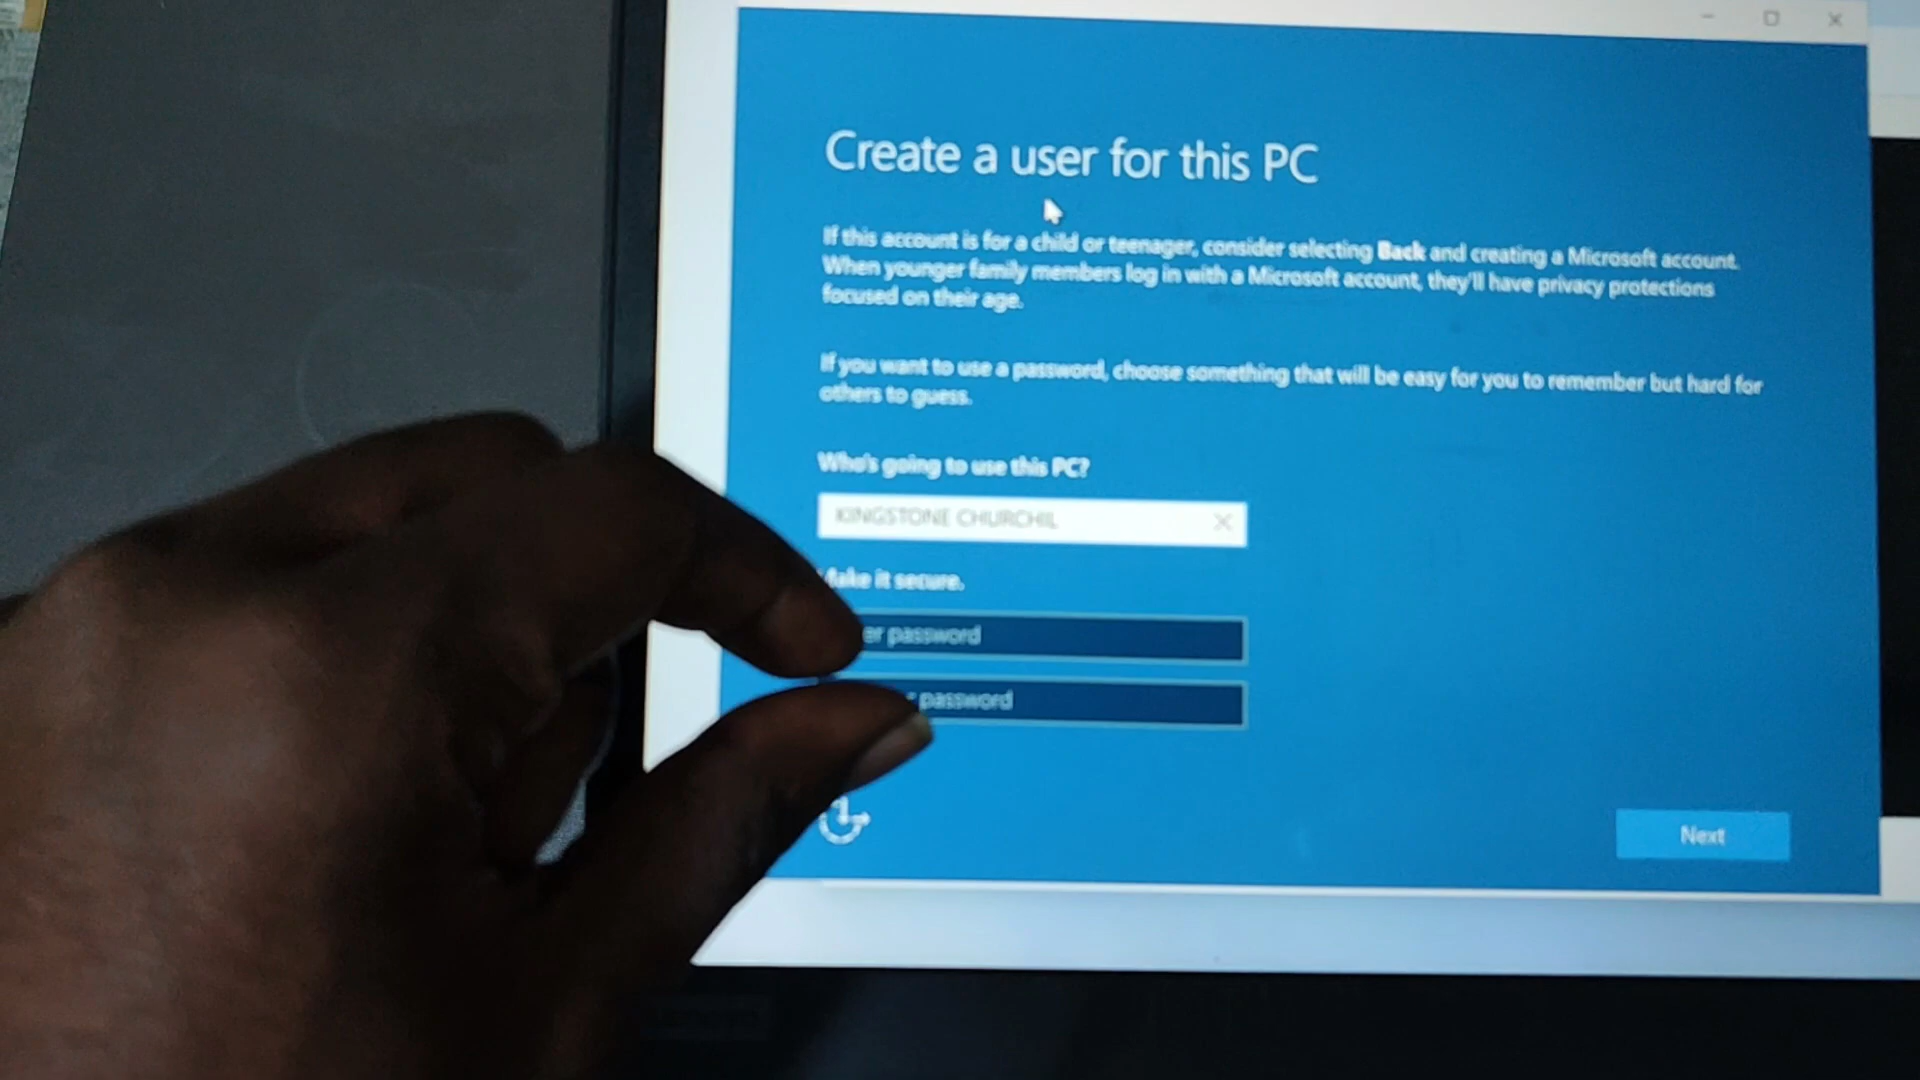 Create a user for this PC
If this account is for a child or teenager, consider selecting Back and creating a Microsoft account.
When younger family members log in with a Microsoft account, they'll have privacy protections
focused on their age.
If you want to use a password, choose something that will be easy for you to remember but hard for
others to guess.
Who's going to use this PC?
KINGSTONE CHURCHIL
Make it secure.
er password
r password
Next